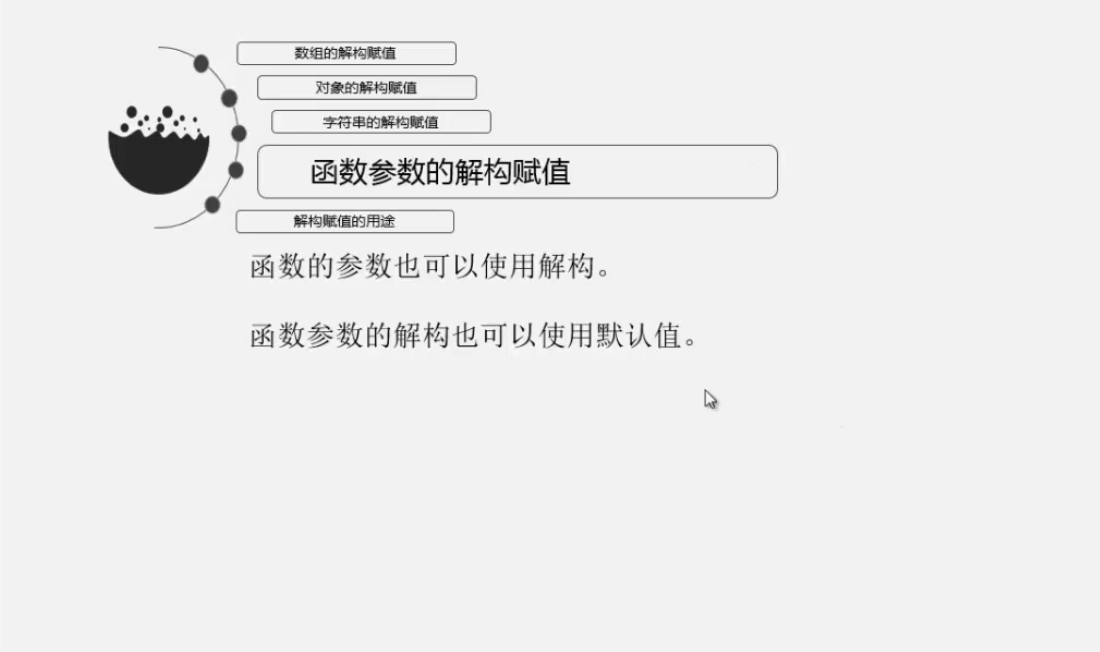 数组的解构赋值
对象的解构赋值
字符串的解构赋值
函数参数的解构赋值
解构赋值的用途
函数的参数也可以使用解构。
函数参数的解构也可以使用默认值。